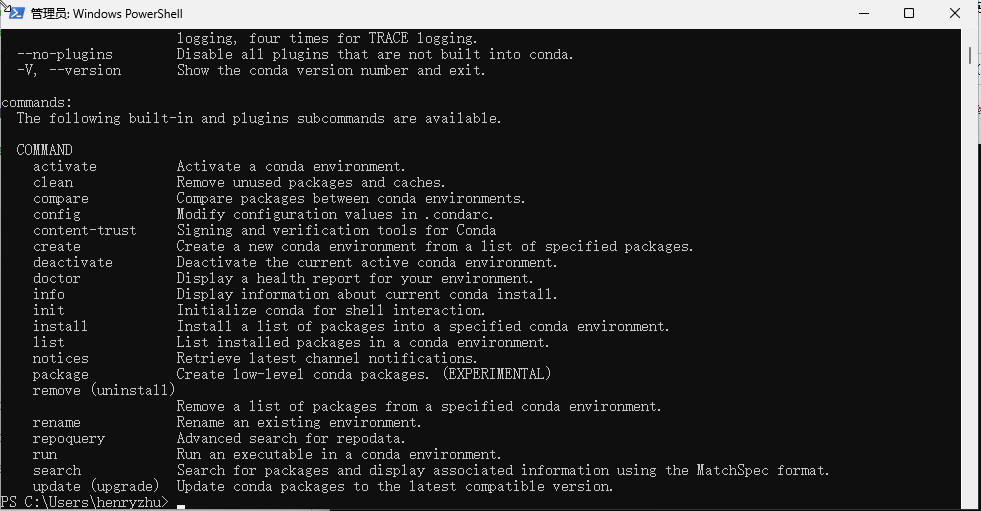 管理员: Windows PowerShell
logging, four times for TRACE logging.
--no-plugins Disable all plugins that are not built into conda.
-V, --version Show the conda version number and exit.
commands:
The following built-in and plugins subcommands are available.
COMMAND
activate Activate a conda environment.
clean Remove unused packages and caches.
compare Compare packages between conda environments.
config Modify configuration values in .condarc.
content-trust Signing and verification tools for Conda
create Create a new conda environment from a list of specified packages.
deactivate Deactivate the current active conda environment.
doctor Display a health report for your environment.
info Display information about current conda install.
init Initialize conda for shell interaction.
install Install a list of packages into a specified conda environment.
list List installed packages in a conda environment.
notices Retrieve latest channel notifications.
package Create low-level conda packages. (EXPERIMENTAL)
remove (uninstall)
Remove a list of packages from a specified conda environment.
rename Rename an existing environment.
repoquery Advanced search for repodata.
run Run an executable in a conda environment.
search Search for packages and display associated information using the MatchSpec format.
update (upgrade) Update conda packages to the latest compatible version.
PS C:\Users\henryzhu>